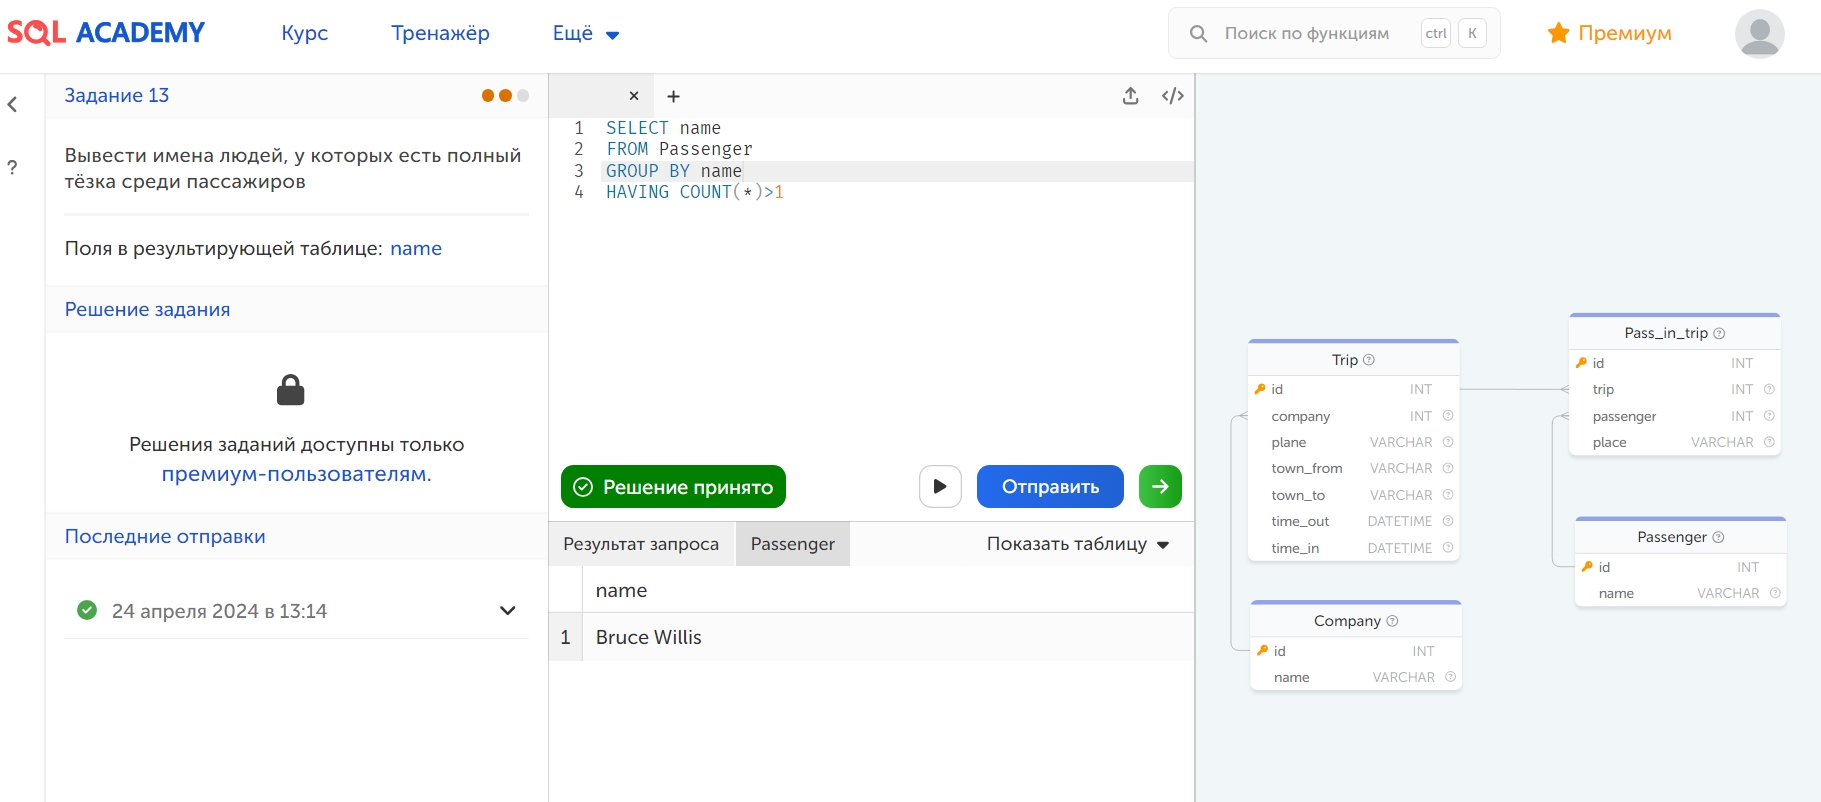 SQL ACADEMY
Курс
Тренажёр
Ещё
Поиск по функциям
ctrl
K
Премиум
Задание 13
?
Вывести имена людей, у которых есть полный
тёзка среди пассажиров
Поля в результирующей таблице: name
Решение задания
Решения заданий доступны только
премиум-пользователям.
Последние отправки
24 апреля 2024 в 13:14
× +
</>
1 SELECT name
2 FROM Passenger
3 GROUP BY name
4 HAVING COUNT(*)>1
Решение принято
Отправить
Результат запроса
Passenger
Показать таблицу
name
1 Bruce Willis
Trip ?
id INT
company INT ?
plane VARCHAR ?
town_from VARCHAR ?
town_to VARCHAR ?
time_out DATETIME ?
time_in DATETIME ?
Company ?
id INT
name VARCHAR ?
Pass_in_trip ?
id INT
trip INT ?
passenger INT ?
place VARCHAR ?
Passenger ?
id INT
name VARCHAR ?